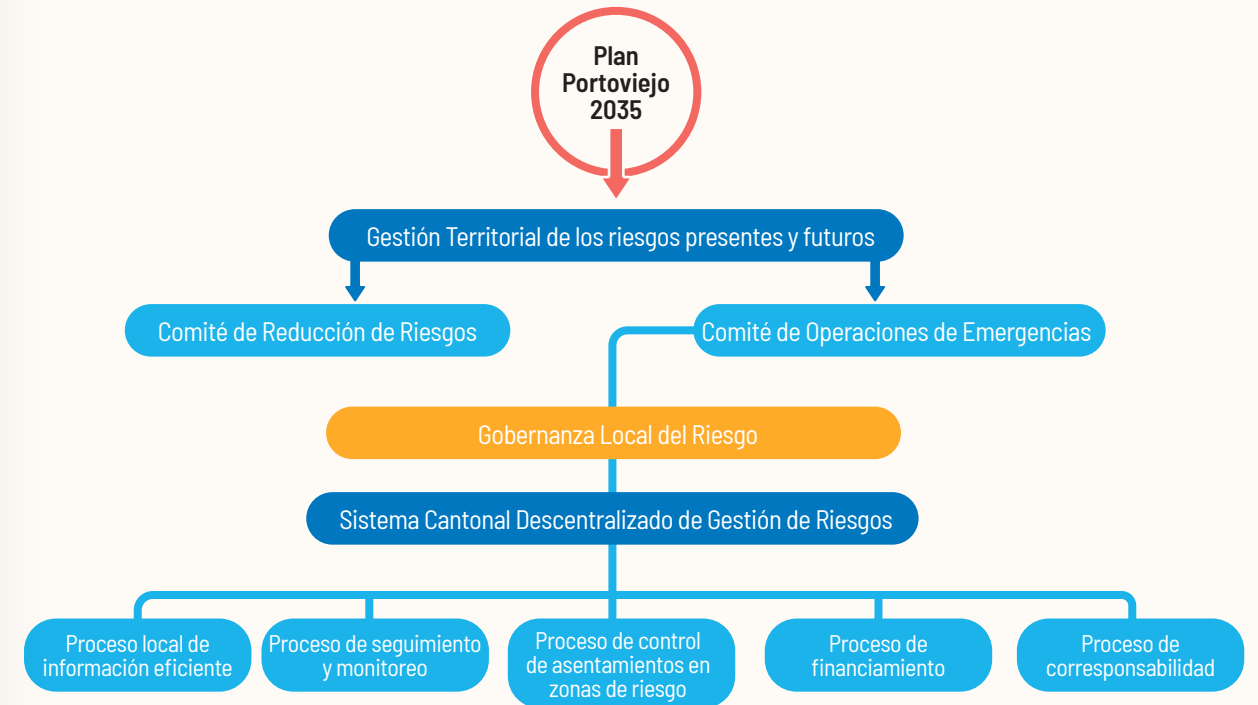 Plan
Portoviejo
2035
Gestión Territorial de los riesgos presentes y futuros
Comité de Reducción de Riesgos
Comité de Operaciones de Emergencias
Gobernanza Local del Riesgo
Sistema Cantonal Descentralizado de Gestión de Riesgos
Proceso local de
información eficiente
Proceso de seguimiento
y monitoreo
Proceso de control
de asentamientos en
zonas de riesgo
Proceso de
financiamiento
Proceso de
corresponsabilidad